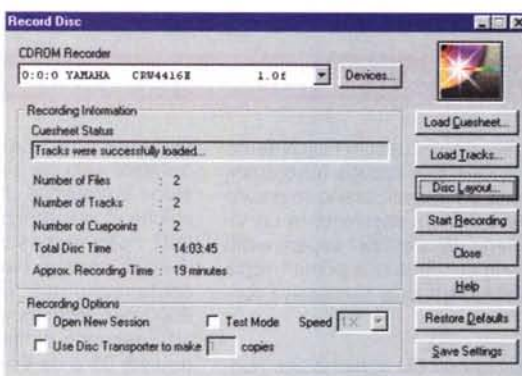 Record Disc
CDROM Recorder
0:0:0 YAMAHA CRW4416E 1.0f
Devices...
Recording Information
Cuesheet Status
Tracks were successfully loaded...
Number of Files : 2
Number of Tracks : 2
Number of Cuepoints : 2
Total Disc Time : 14:03:45
Approx. Recording Time : 19 minutes
Recording Options
Open New Session Test Mode Speed 1X
Use Disc Transporter to make 1 copies
Load Cuesheet...
Load Tracks...
Disc Layout...
Start Recording
Close
Help
Restore Defaults
Save Settings